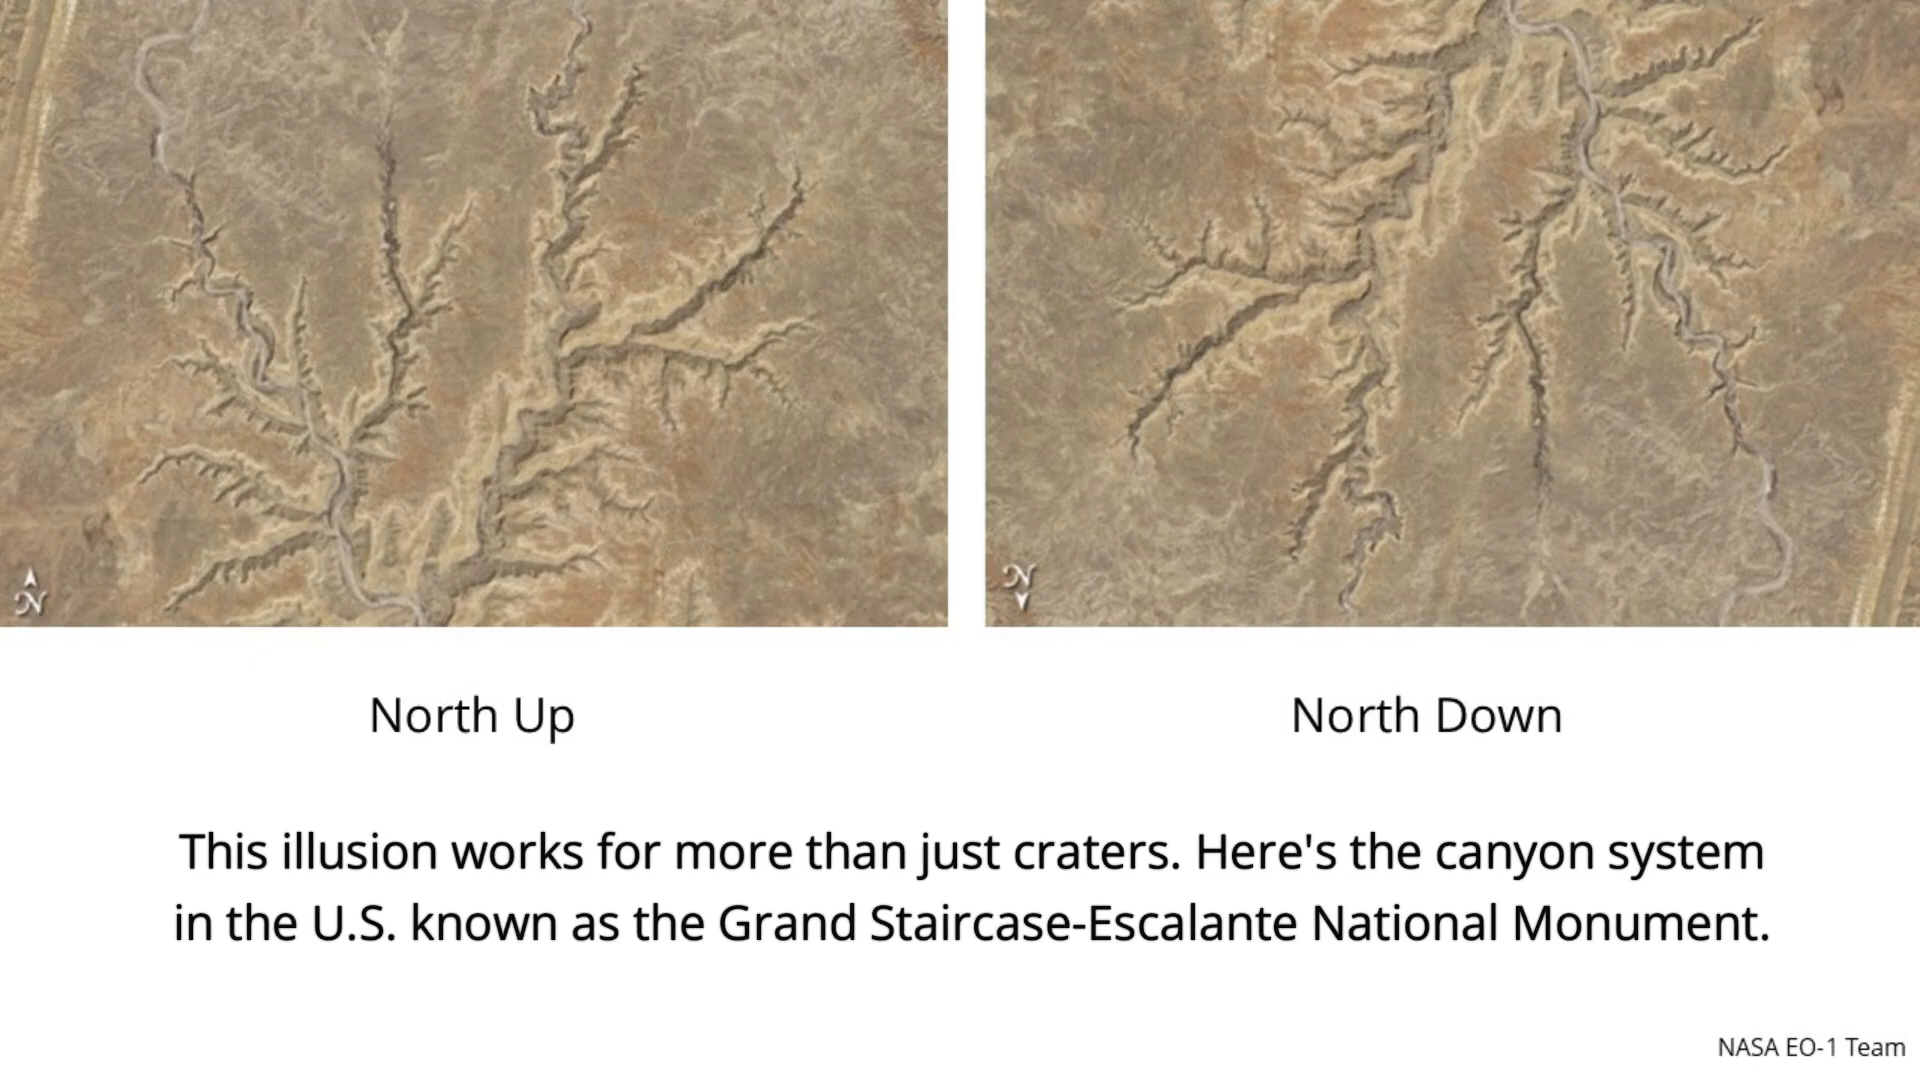 N
N
North Up
North Down
This illusion works for more than just craters. Here's the canyon system
in the U.S. known as the Grand Staircase-Escalante National Monument.
NASA EO-1 Team